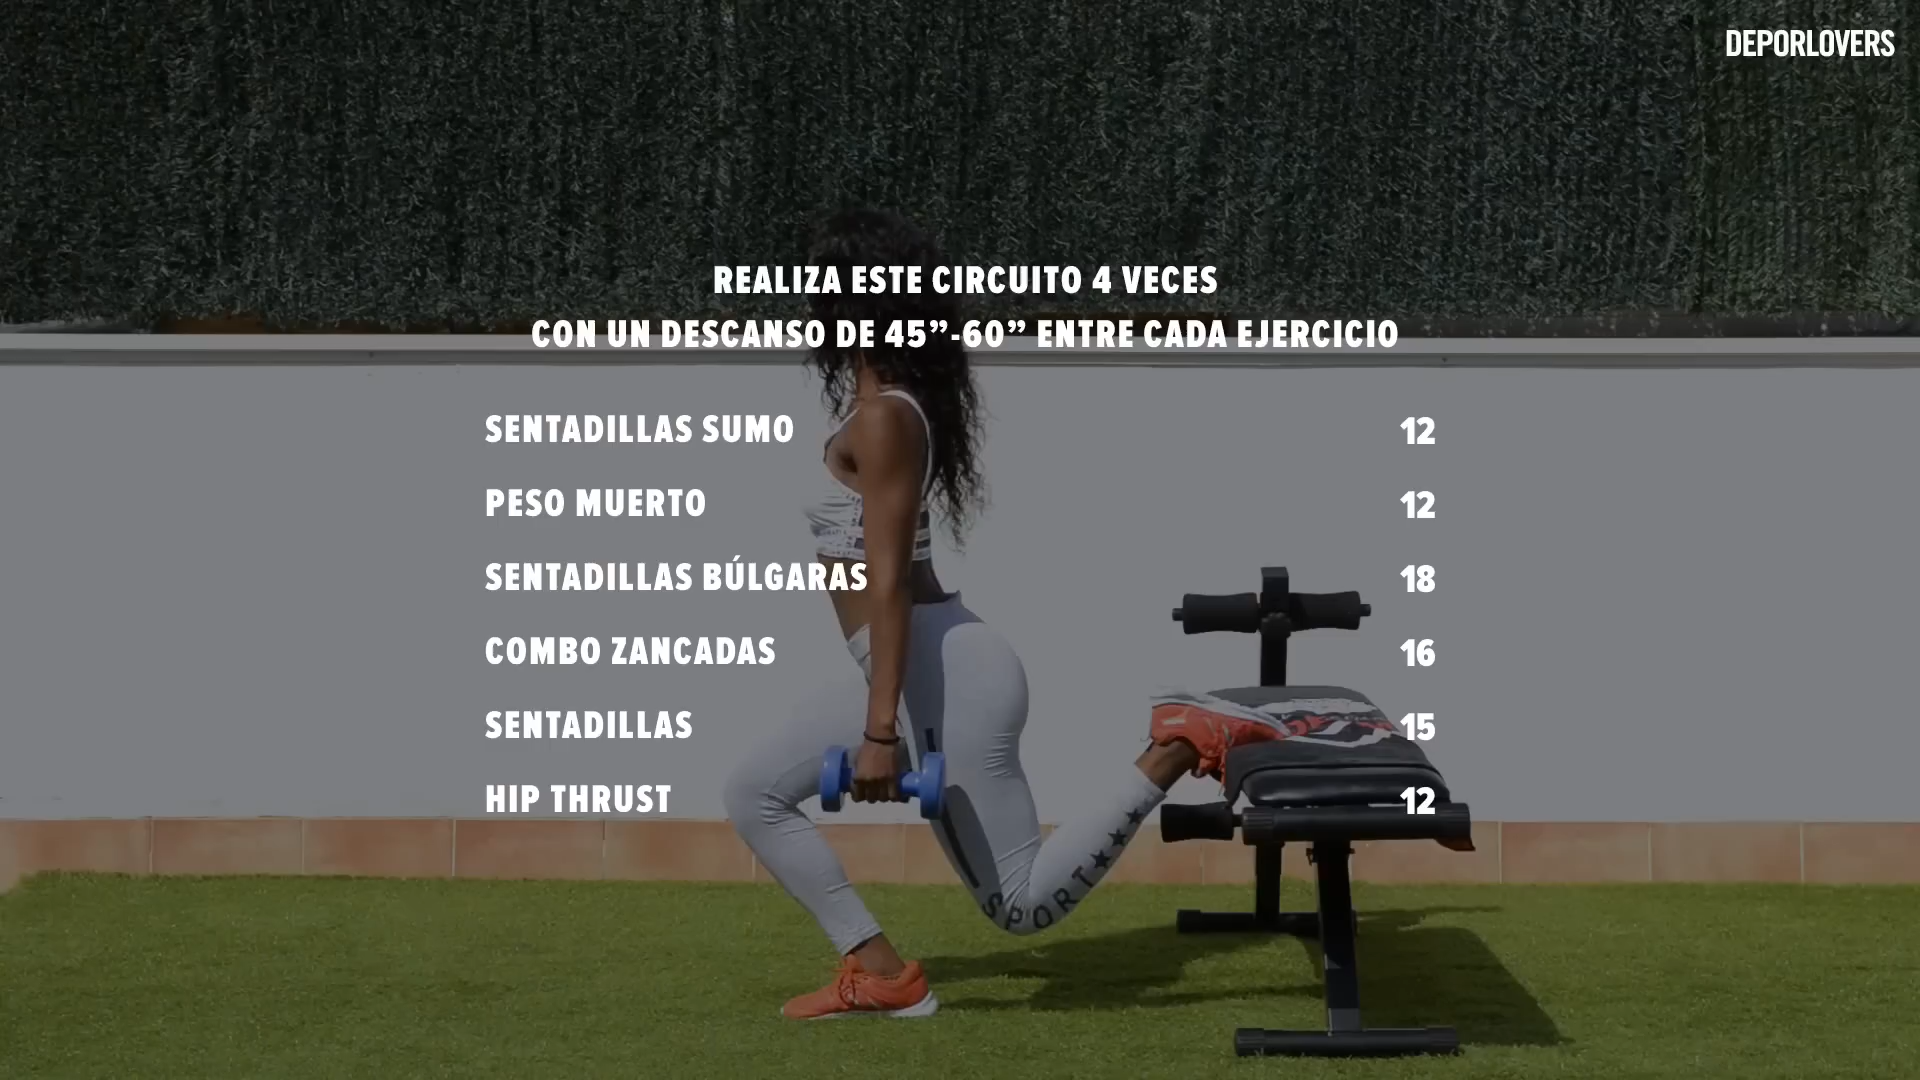 DEPORLOVERS
REALIZA ESTE CIRCUITO 4 VECES
CON UN DESCANSO DE 45”-60” ENTRE CADA EJERCICIO
SENTADILLAS SUMO 12
PESO MUERTO 12
SENTADILLAS BÚLGARAS 18
COMBO ZANCADAS 16
SENTADILLAS 15
HIP THRUST 12
SPORT